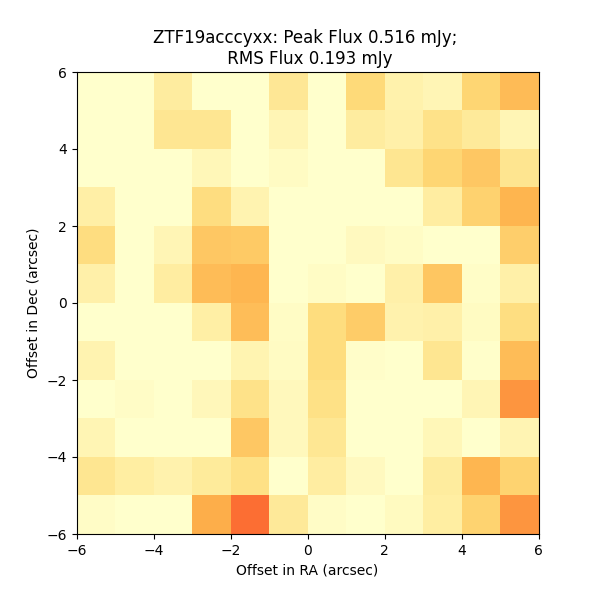 ZTF19acccyxx: Peak Flux 0.516 mJy;
RMS Flux 0.193 mJy
6
4
2
0
−2
−4
−6
Offset in Dec (arcsec)
−6 −4 −2 0 2 4 6
Offset in RA (arcsec)